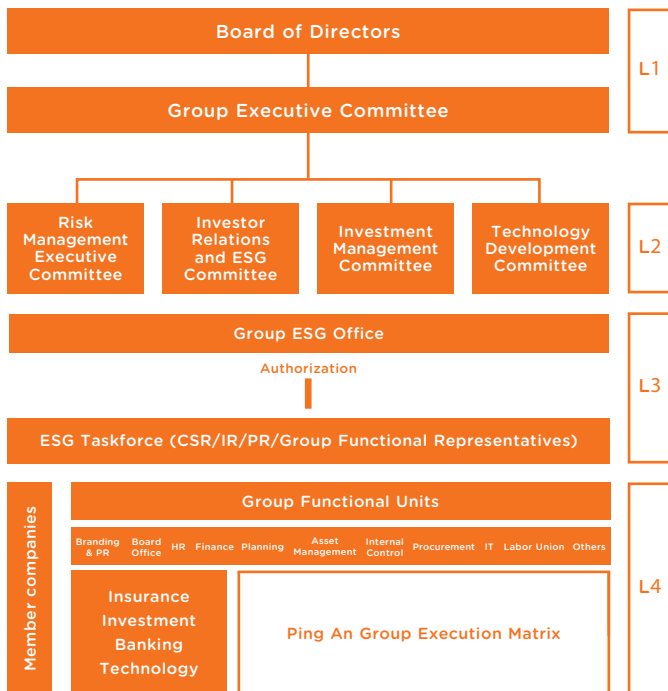 Board of Directors
L1
Group Executive Committee
Risk
Management
Executive
Committee
Investor
Relations
and ESG
Committee
Investment
Management
Committee
Technology
Development
Committee
L2
Group ESG Office
Authorization
L3
ESG Taskforce (CSR/IR/PR/Group Functional Representatives)
Member companies
Group Functional Units
Branding
& PR
Board
Office
HR
Finance
Planning
Asset
Management
Internal
Control
Procurement
IT
Labor Union
Others
L4
Insurance
Investment
Banking
Technology
Ping An Group Execution Matrix